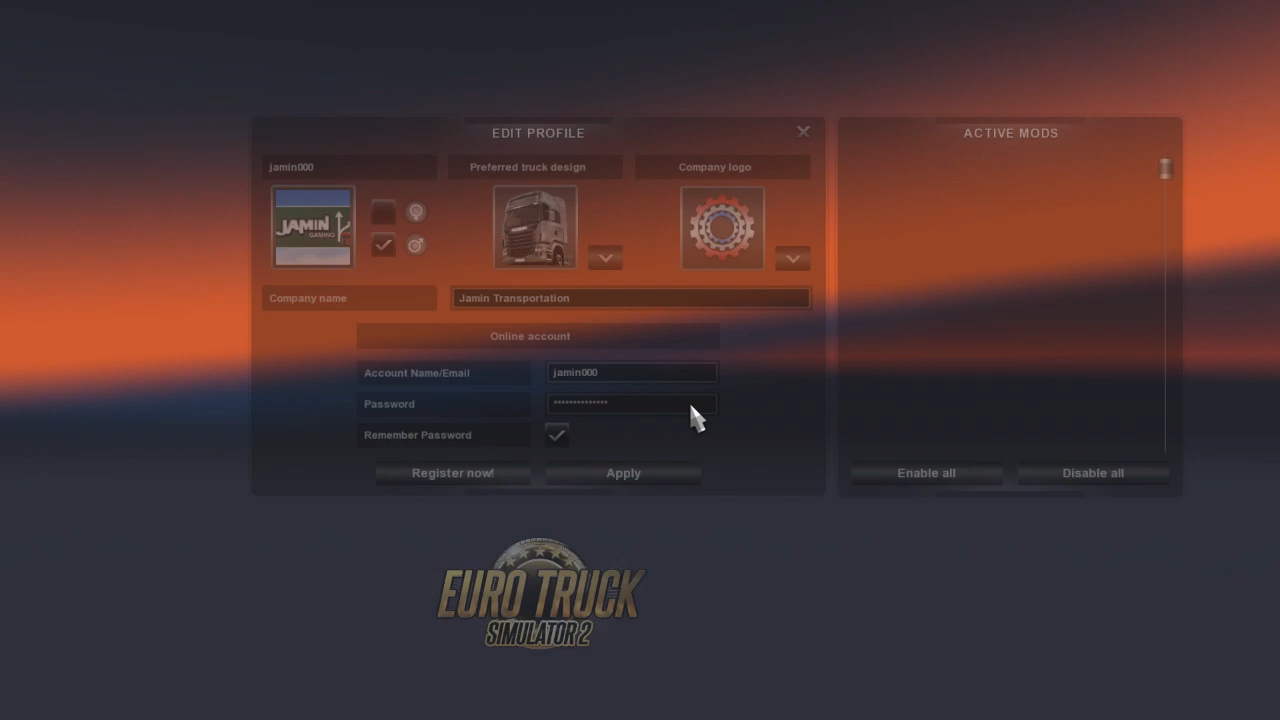 EDIT PROFILE
jamin000
Preferred truck design
Company logo
JAMIN
GAMING
Company name
Jamin Transportation
Online account
Account Name/Email
jamin000
Password
**************
Remember Password
Register now!
Apply
ACTIVE MODS
Enable all
Disable all
EURO TRUCK
SIMULATOR 2